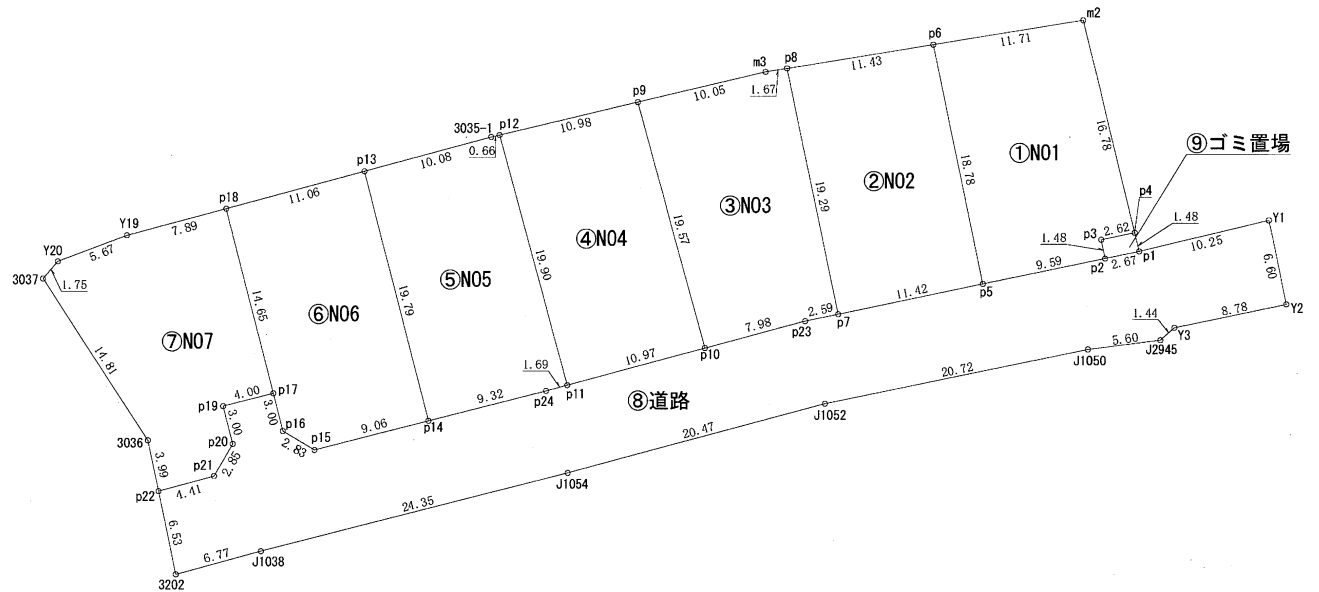 m2
11.71
p6
11.43
p8
m3
1.67
10.05
p9
10.98
p12
3035-1
0.66
10.08
p13
11.06
p18
7.89
Y19
5.67
Y20
1.75
3037
16.78
①NO1
⑨ゴミ置場
18.78
②NO2
19.29
③NO3
19.57
④NO4
19.90
⑤NO5
19.79
⑥NO6
14.65
⑦NO7
14.81
p4
2.62
p3
1.48
1.48
Y1
10.25
p1
2.67
p2
9.59
p5
11.42
p7
2.59
p23
7.98
p10
10.97
p11
1.69
p24
9.32
p14
9.06
p15
2.83
p16
3.00
p17
4.00
p19
3.00
p20
2.85
p21
4.41
p22
3.99
3036
6.53
3202
6.77
J1038
24.35
J1054
20.47
J1052
20.72
J1050
5.60
J2945
1.44
Y3
8.78
Y2
6.60
⑧道路